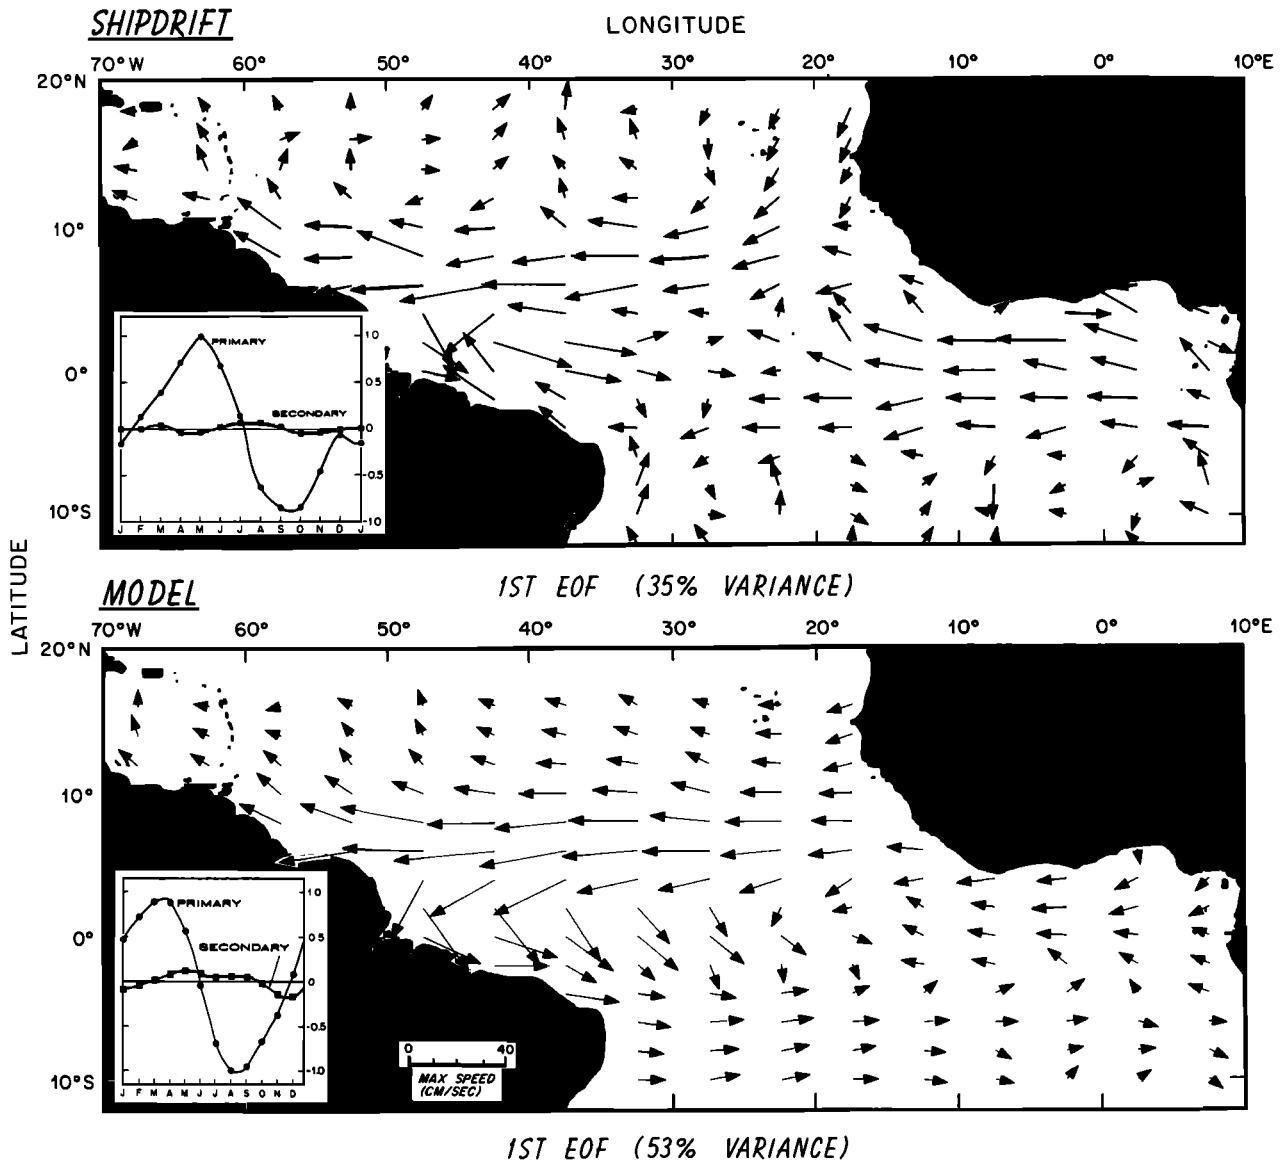 SHIPDRIFT
LONGITUDE
70°W 60° 50° 40° 30° 20° 10° 0° 10°E
20°N
10°
0°
10°S
PRIMARY
SECONDARY
1.0
0.5
0
-0.5
-1.0
J F M A M J J A S O N D J
LATITUDE
1ST EOF (35% VARIANCE)
MODEL
70°W 60° 50° 40° 30° 20° 10° 0° 10°E
20°N
10°
0°
10°S
PRIMARY
SECONDARY
1.0
0.5
0
-0.5
-1.0
J F M A M J J A S O N D
0 40
MAX SPEED
(CM/SEC)
1ST EOF (53% VARIANCE)